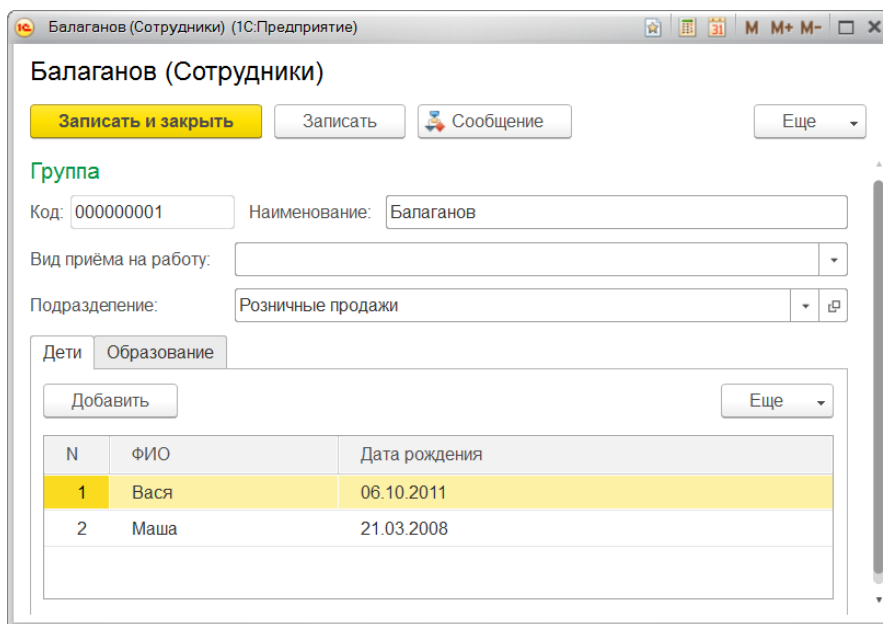 1С Балаганов (Сотрудники) (1С:Предприятие) 31 M M+ M-
Балаганов (Сотрудники)
Записать и закрыть Записать Сообщение Еще
Группа
Код: 000000001 Наименование: Балаганов
Вид приёма на работу:
Подразделение: Розничные продажи
Дети Образование
Добавить Еще
N ФИО Дата рождения
1 Вася 06.10.2011
2 Маша 21.03.2008